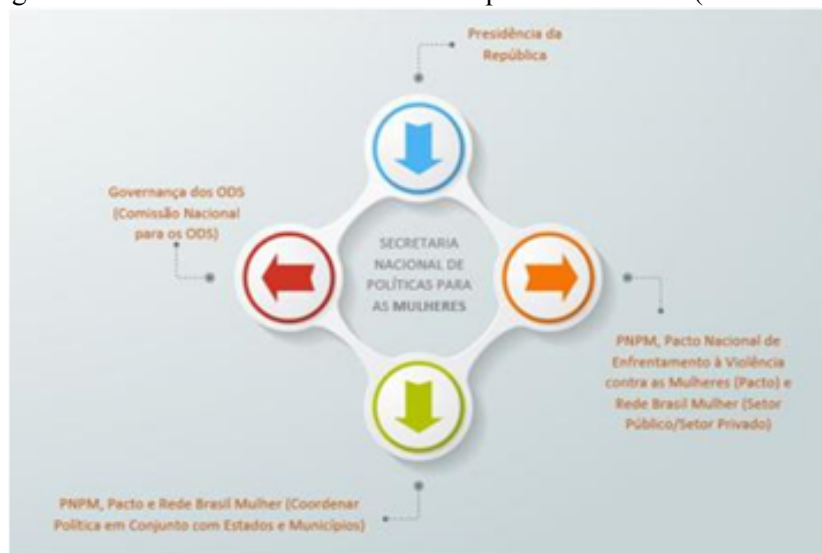 Presidência da
República
Governança dos ODS
(Comissão Nacional
para os ODS)
SECRETARIA
NACIONAL DE
POLÍTICAS PARA
AS MULHERES
PNPM, Pacto Nacional de
Enfrentamento à Violência
contra as Mulheres (Pacto) e
Rede Brasil Mulher (Setor
Público/Setor Privado)
PNPM, Pacto e Rede Brasil Mulher (Coordenar
Política em Conjunto com Estados e Municípios)